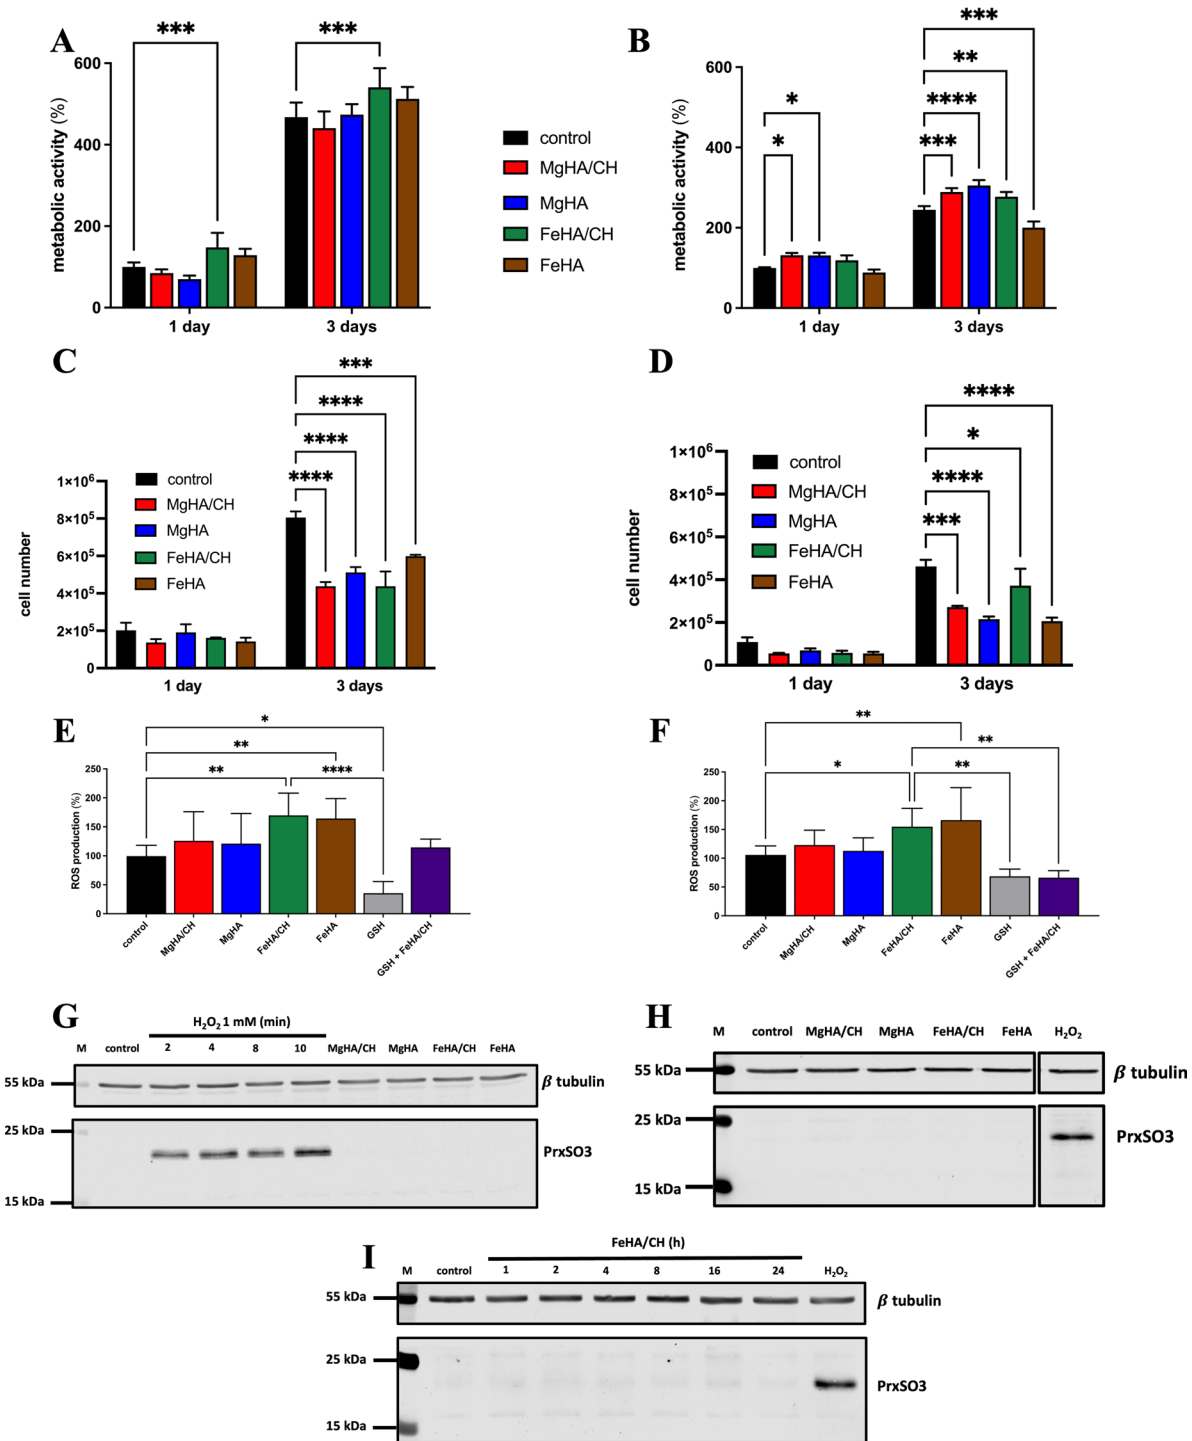 A
***
***
metabolic activity (%)
600
400
200
0
1 day
3 days
control
MgHA/CH
MgHA
FeHA/CH
FeHA
B
***
**
****
***
*
*
metabolic activity (%)
600
400
200
0
1 day
3 days
C
***
****
****
****
cell number
1×10⁶
8×10⁵
6×10⁵
4×10⁵
2×10⁵
0
control
MgHA/CH
MgHA
FeHA/CH
FeHA
1 day
3 days
D
****
*
****
***
cell number
1×10⁶
8×10⁵
6×10⁵
4×10⁵
2×10⁵
0
control
MgHA/CH
MgHA
FeHA/CH
FeHA
1 day
3 days
E
*
**
**
****
ROS production (%)
250
200
150
100
50
0
control
MgHA/CH
MgHA
FeHA/CH
FeHA
GSH
GSH + FeHA/CH
F
**
**
*
**
ROS production (%)
250
200
150
100
50
0
control
MgHA/CH
MgHA
FeHA/CH
FeHA
GSH
GSH + FeHA/CH
G
H₂O₂ 1 mM (min)
M control 2 4 8 10 MgHA/CH MgHA FeHA/CH FeHA
55 kDa
β tubulin
25 kDa
PrxSO3
15 kDa
H
M control MgHA/CH MgHA FeHA/CH FeHA H₂O₂
55 kDa
β tubulin
25 kDa
PrxSO3
15 kDa
I
FeHA/CH (h)
M control 1 2 4 8 16 24 H₂O₂
55 kDa
β tubulin
25 kDa
PrxSO3
15 kDa